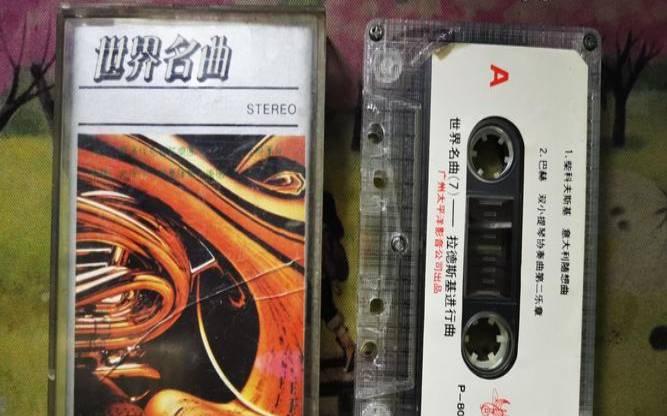 世界名曲
STEREO
A
1. 柴科夫斯基 意大利随想曲
2. 巴赫 双小提琴协奏曲第二乐章
世界名曲(7)—— 拉德斯基进行曲
广州太平洋影音公司出品
P-80